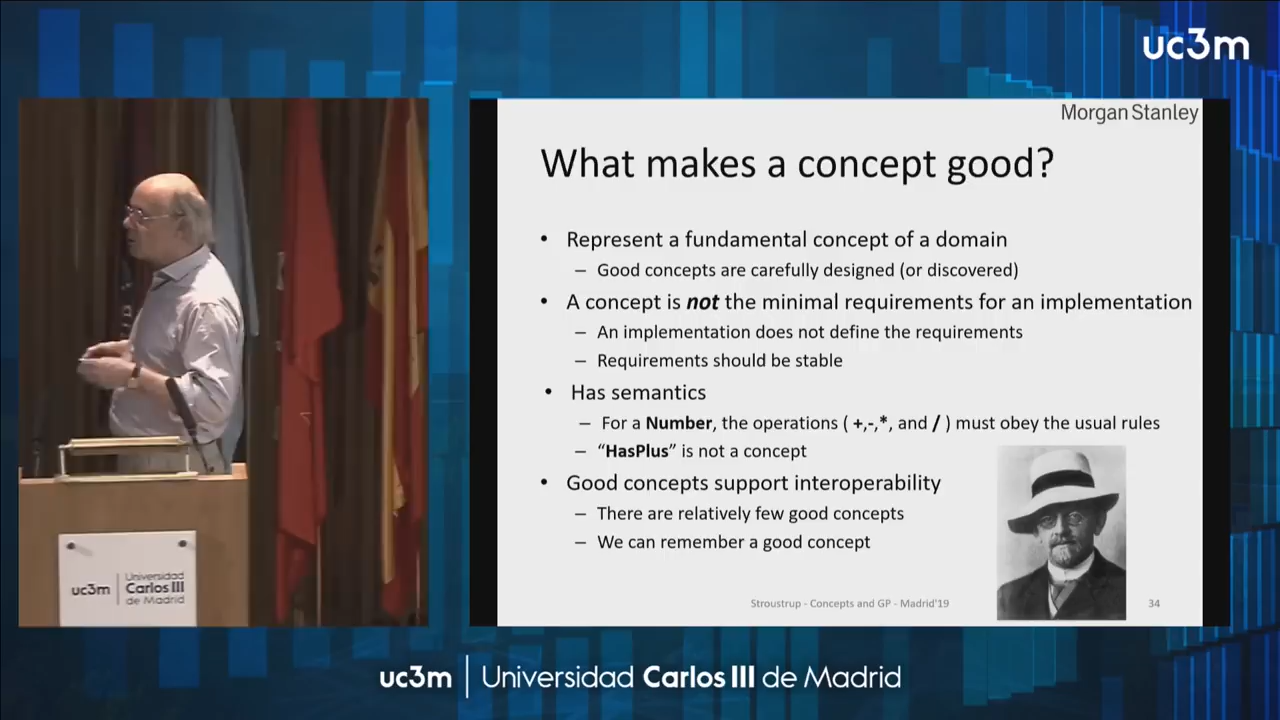 uc3m
Morgan Stanley
What makes a concept good?
• Represent a fundamental concept of a domain
– Good concepts are carefully designed (or discovered)
• A concept is not the minimal requirements for an implementation
– An implementation does not define the requirements
– Requirements should be stable
• Has semantics
– For a Number, the operations ( +,-,*, and / ) must obey the usual rules
– “HasPlus” is not a concept
• Good concepts support interoperability
– There are relatively few good concepts
– We can remember a good concept
Stroustrup - Concepts and GP - Madrid'19
34
uc3m
Universidad
Carlos III
de Madrid
uc3m | Universidad Carlos III de Madrid